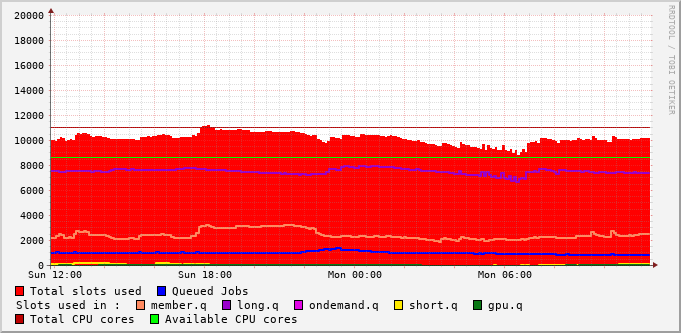 20000
18000
16000
14000
12000
10000
8000
6000
4000
2000
0
Sun 12:00 Sun 18:00 Mon 00:00 Mon 06:00
Total slots used Queued Jobs
Slots used in : member.q long.q ondemand.q short.q gpu.q
Total CPU cores Available CPU cores
RRDTOOL / TOBI OETIKER